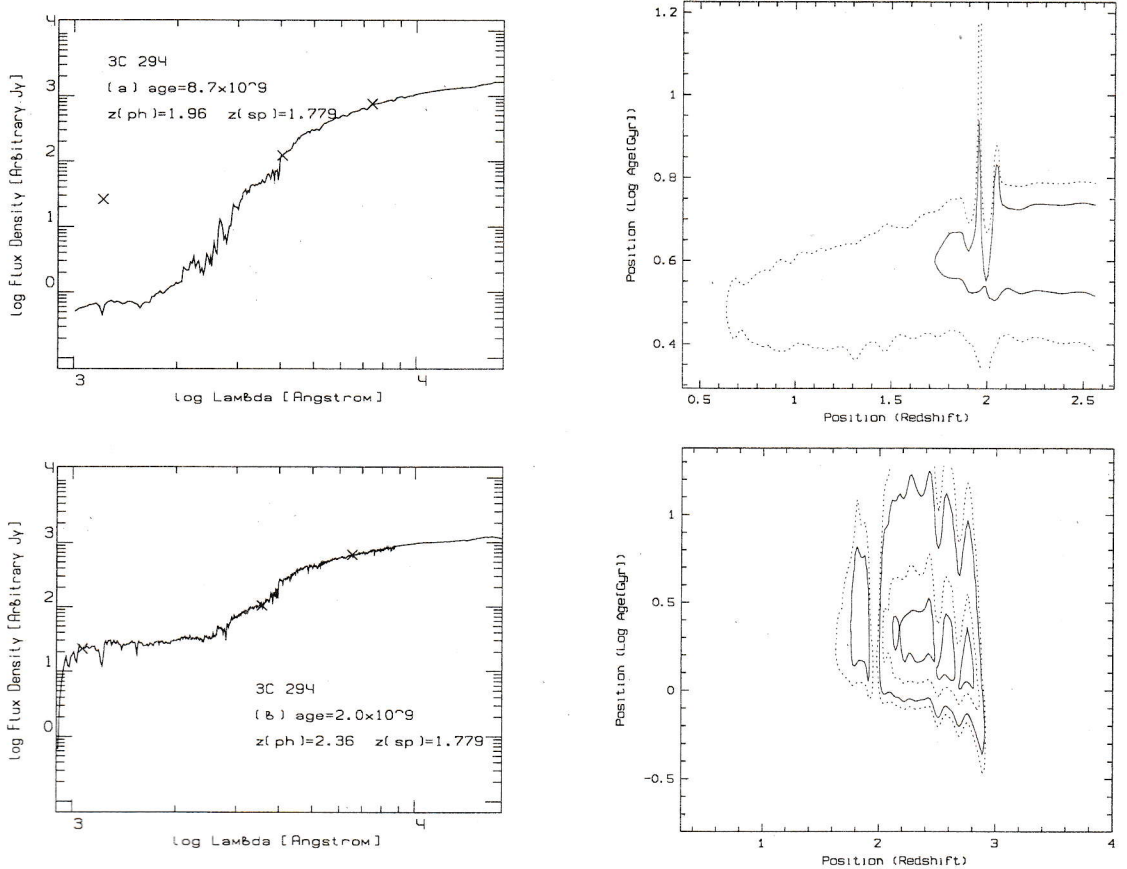 4
3
2
1
0
log Flux Density [Arbitrary Jy]
3C 294
(a) age=8.7x10^9
z(ph)=1.96 z(sp)=1.779
3
4
log Lambda [Angstrom]
1.2
1
0.8
0.6
0.4
Position (Log Age[Gyr])
0.5
1
1.5
2
2.5
Position (Redshift)
4
3
2
1
0
log Flux Density [Arbitrary Jy]
3C 294
(b) age=2.0x10^9
z(ph)=2.36 z(sp)=1.779
3
4
log Lambda [Angstrom]
1
0.5
0
-0.5
Position (Log Age[Gyr])
1
2
3
4
Position (Redshift)